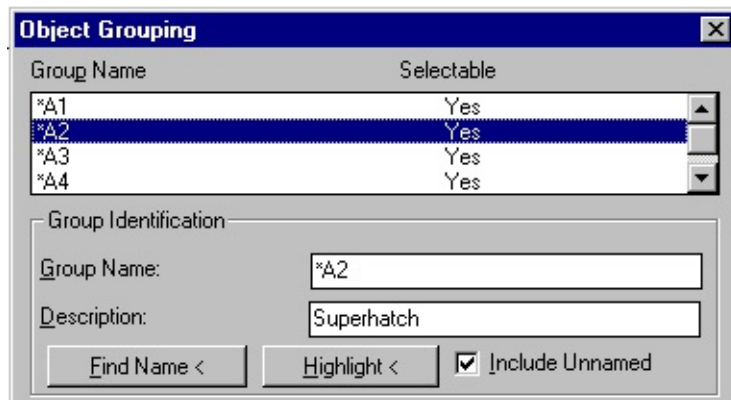 Object Grouping
Group Name Selectable
*A1 Yes
*A2 Yes
*A3 Yes
*A4 Yes
Group Identification
Group Name: *A2
Description: Superhatch
Find Name < Highlight < Include Unnamed